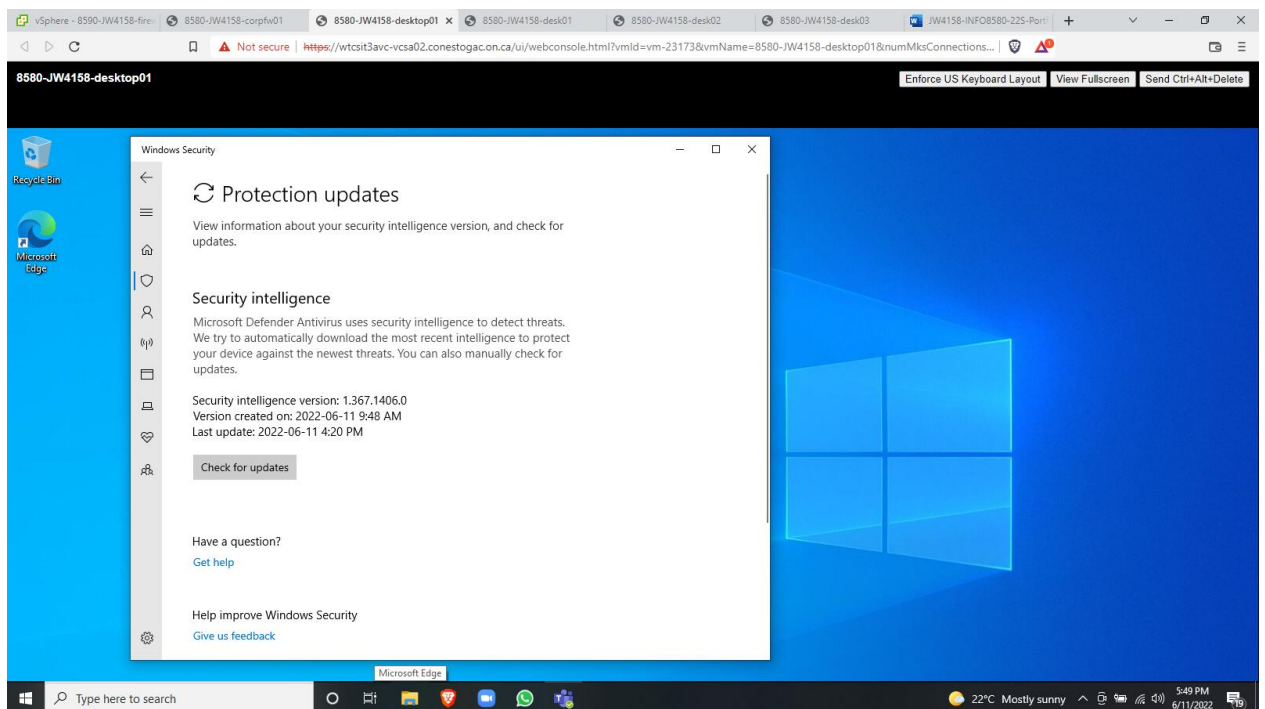 vSphere - 8590-JW4158-firew
8580-JW4158-corpfw01
8580-JW4158-desktop01
8580-JW4158-desk01
8580-JW4158-desk02
8580-JW4158-desk03
JW4158-INFO8580-22S-Port
Not secure
https://wtcsit3avc-vcsa02.conestogac.on.ca/ui/webconsole.html?vmId=vm-23173&vmName=8580-JW4158-desktop01&numMksConnections...
8580-JW4158-desktop01
Enforce US Keyboard Layout
View Fullscreen
Send Ctrl+Alt+Delete
Recycle Bin
Microsoft
Edge
Windows Security
Protection updates
View information about your security intelligence version, and check for
updates.
Security intelligence
Microsoft Defender Antivirus uses security intelligence to detect threats.
We try to automatically download the most recent intelligence to protect
your device against the newest threats. You can also manually check for
updates.
Security intelligence version: 1.367.1406.0
Version created on: 2022-06-11 9:48 AM
Last update: 2022-06-11 4:20 PM
Check for updates
Have a question?
Get help
Help improve Windows Security
Give us feedback
Microsoft Edge
Type here to search
22°C Mostly sunny
5:49 PM
6/11/2022
19